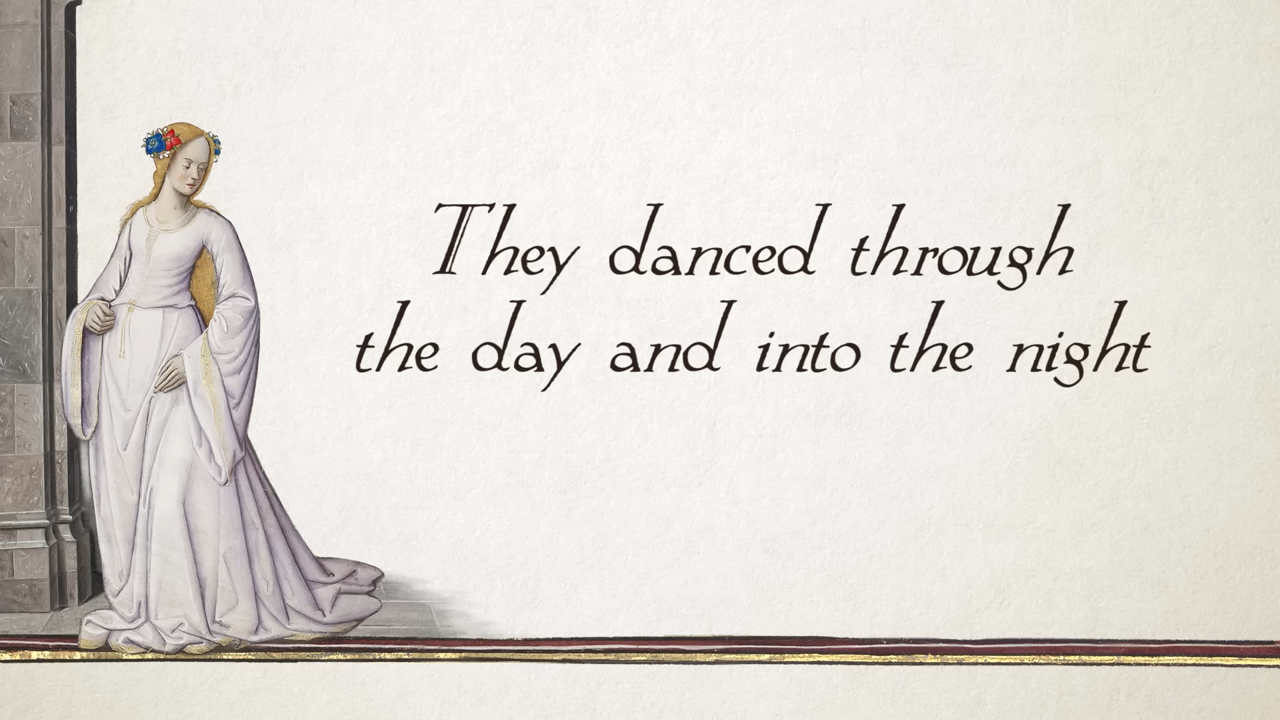 They danced through
the day and into the night